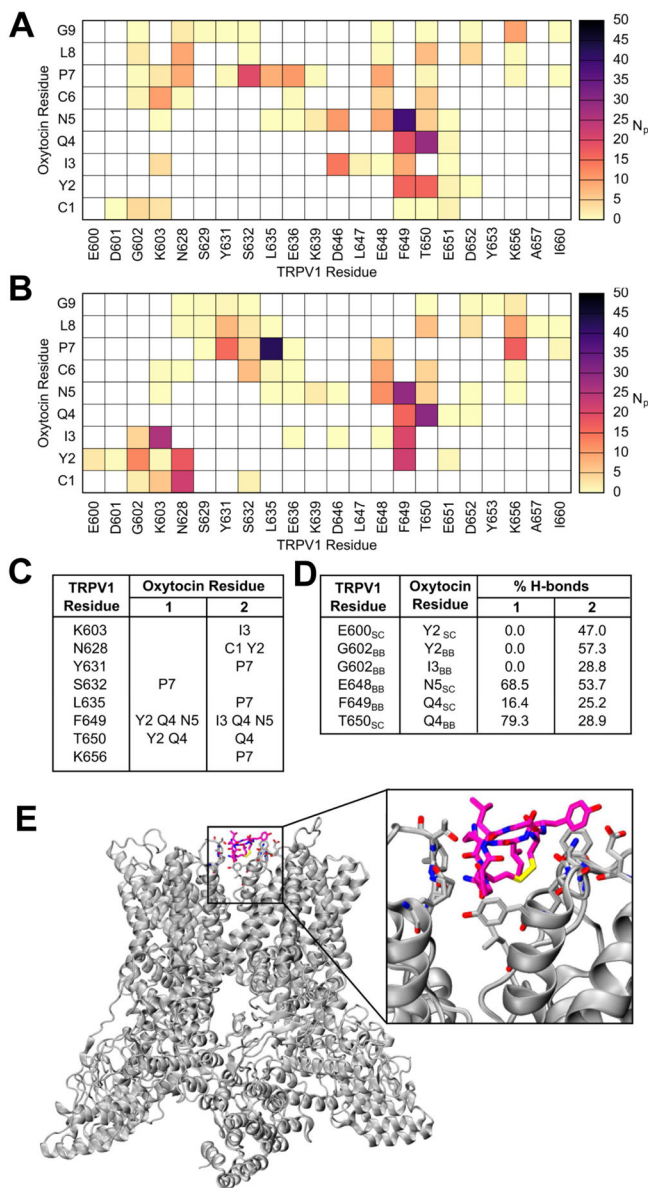 A
Oxytocin Residue
G9
L8
P7
C6
N5
Q4
I3
Y2
C1
E600
D601
G602
K603
N628
S629
Y631
S632
L635
E636
K639
D646
L647
E648
F649
T650
E651
D652
Y653
K656
A657
I660
TRPV1 Residue
50
45
40
35
30
25
20
15
10
5
0
Np
B
Oxytocin Residue
G9
L8
P7
C6
N5
Q4
I3
Y2
C1
E600
D601
G602
K603
N628
S629
Y631
S632
L635
E636
K639
D646
L647
E648
F649
T650
E651
D652
Y653
K656
A657
I660
TRPV1 Residue
50
45
40
35
30
25
20
15
10
5
0
Np
C
TRPV1 Residue Oxytocin Residue
1 2
K603 I3
N628 C1 Y2
Y631 P7
S632 P7
L635 P7
F649 Y2 Q4 N5 I3 Q4 N5
T650 Y2 Q4 Q4
K656 P7
D
TRPV1 Residue Oxytocin Residue % H-bonds
1 2
E600SC Y2SC 0.0 47.0
G602BB Y2BB 0.0 57.3
G602BB I3BB 0.0 28.8
E648BB N5SC 68.5 53.7
F649BB Q4SC 16.4 25.2
T650SC Q4BB 79.3 28.9
E